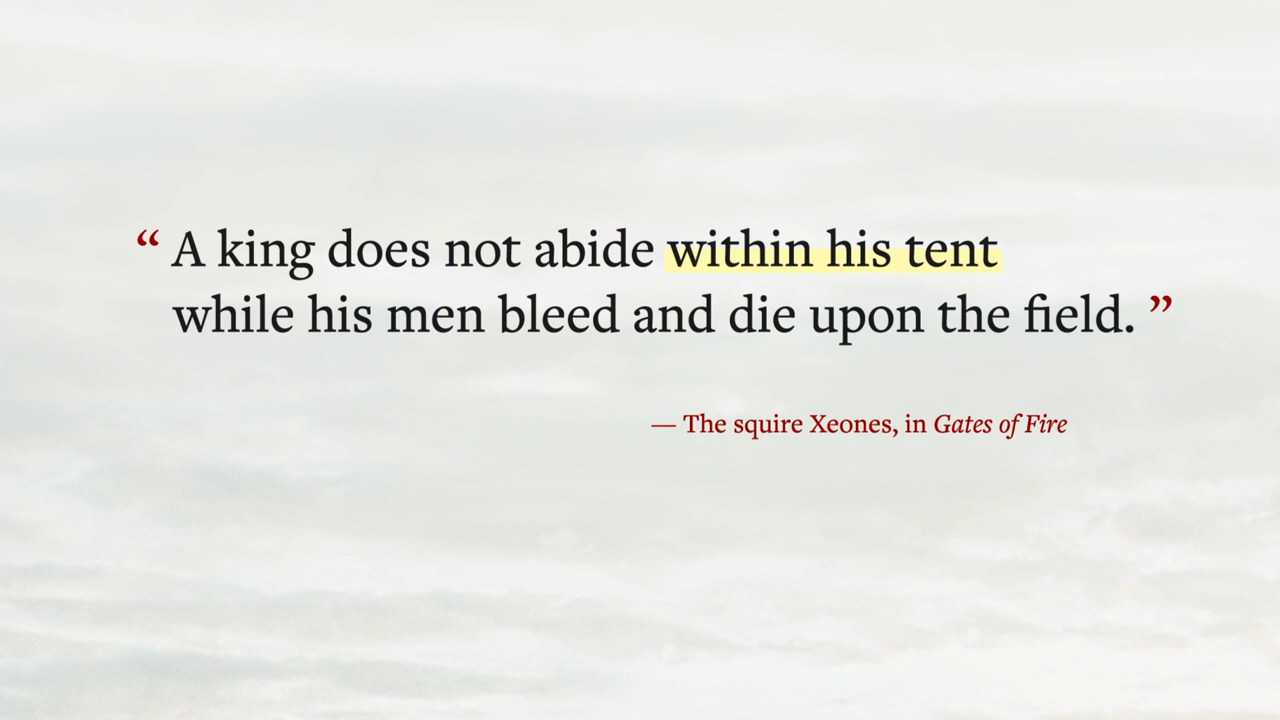 “ A king does not abide within his tent
while his men bleed and die upon the field. ”
— The squire Xeones, in Gates of Fire